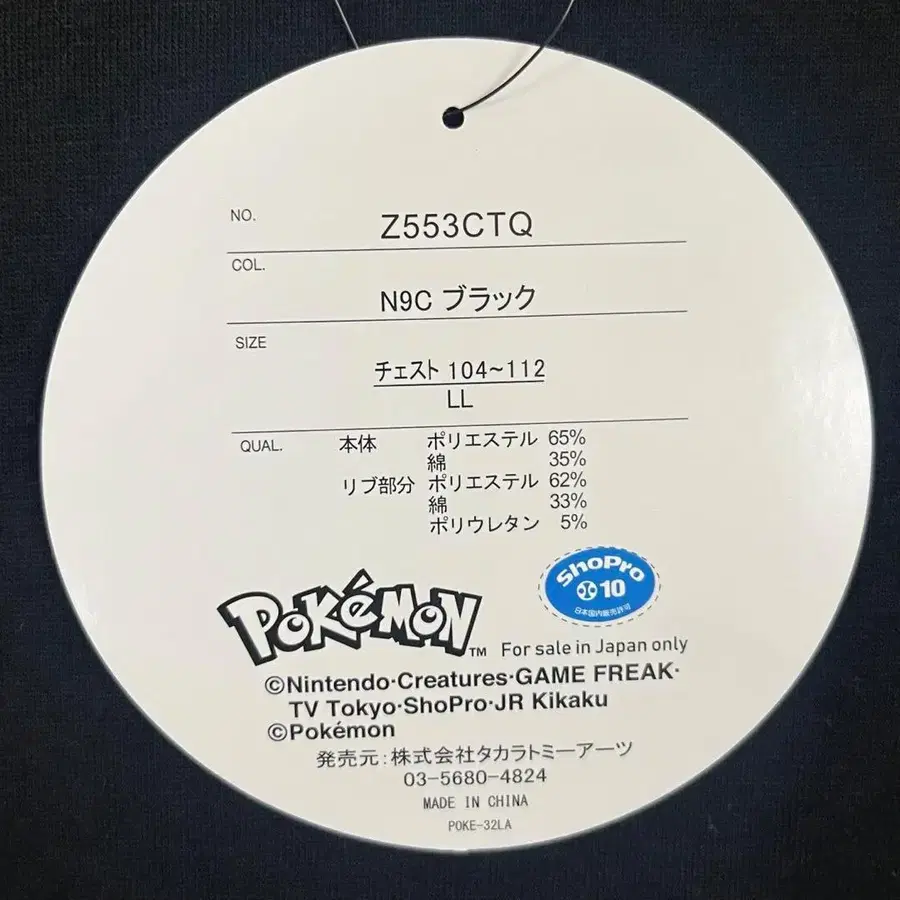 NO.
Z553CTQ
COL.
N9C ブラック
SIZE
チェスト 104~112
LL
QUAL. 本体 ポリエステル 65%
綿 35%
リブ部分 ポリエステル 62%
綿 33%
ポリウレタン 5%
ShoPro
10
日本国内販売許可
POKéMON TM
For sale in Japan only
©Nintendo·Creatures·GAME FREAK·
TV Tokyo·ShoPro·JR Kikaku
©Pokémon
発売元:株式会社タカラトミーアーツ
03-5680-4824
MADE IN CHINA
POKE-32LA